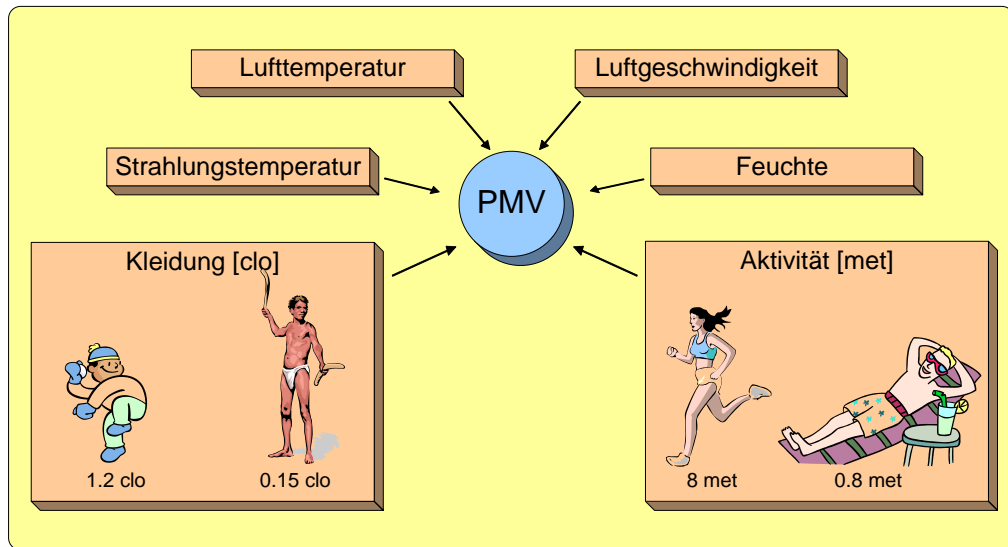 Lufttemperatur
Luftgeschwindigkeit
Strahlungstemperatur
Feuchte
PMV
Kleidung [clo]
Aktivität [met]
1.2 clo
0.15 clo
8 met
0.8 met